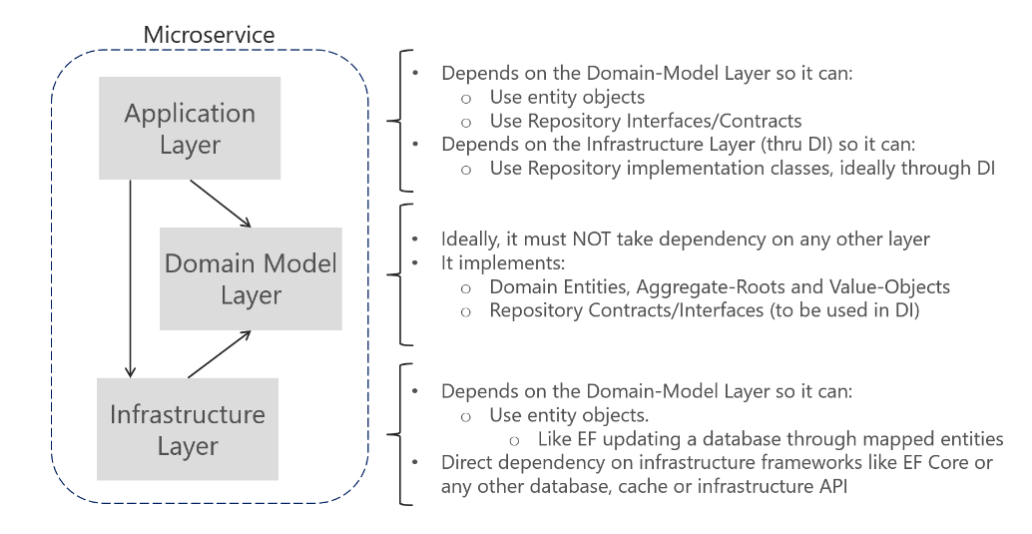 Microservice
Application
Layer
Domain Model
Layer
Infrastructure
Layer
• Depends on the Domain-Model Layer so it can:
o Use entity objects
o Use Repository Interfaces/Contracts
• Depends on the Infrastructure Layer (thru DI) so it can:
o Use Repository implementation classes, ideally through DI
• Ideally, it must NOT take dependency on any other layer
• It implements:
o Domain Entities, Aggregate-Roots and Value-Objects
o Repository Contracts/Interfaces (to be used in DI)
• Depends on the Domain-Model Layer so it can:
o Use entity objects.
o Like EF updating a database through mapped entities
• Direct dependency on infrastructure frameworks like EF Core or
any other database, cache or infrastructure API